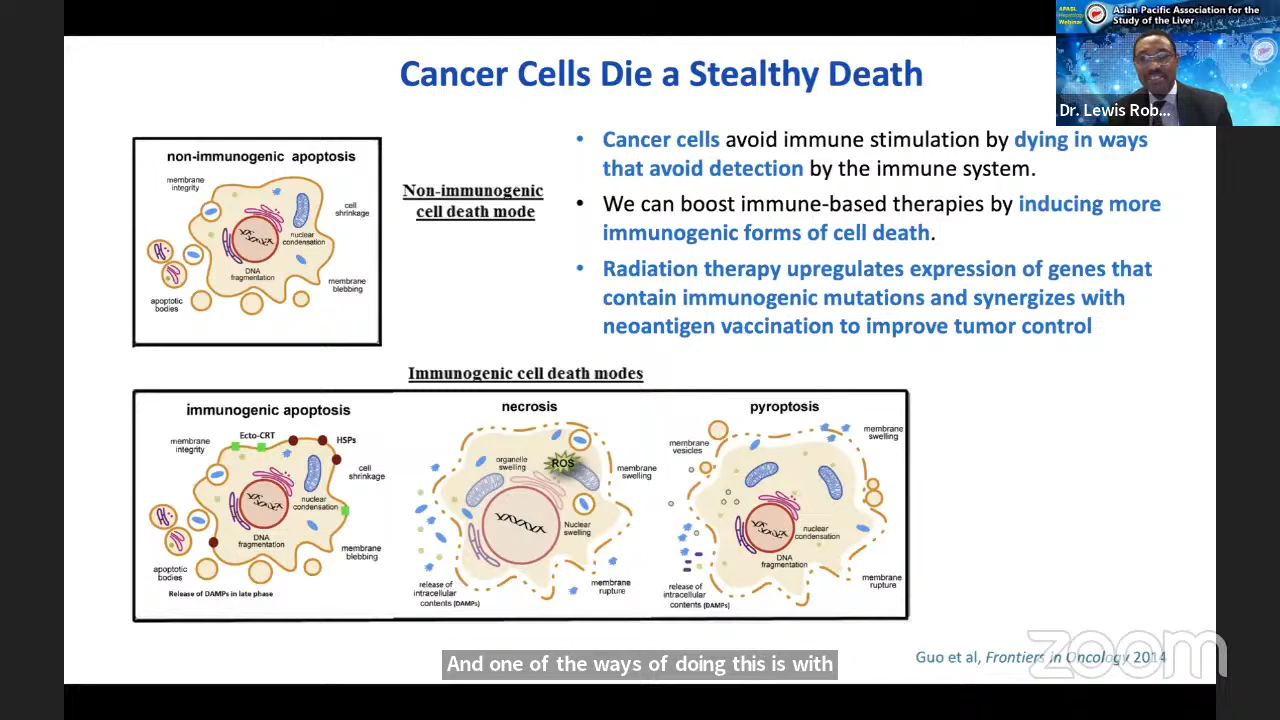 APASL
Hepatology
Webinar
Asian Pacific Association for the
Study of the Liver
Dr. Lewis Rob...
Cancer Cells Die a Stealthy Death
• Cancer cells avoid immune stimulation by dying in ways
that avoid detection by the immune system.
• We can boost immune-based therapies by inducing more
immunogenic forms of cell death.
• Radiation therapy upregulates expression of genes that
contain immunogenic mutations and synergizes with
neoantigen vaccination to improve tumor control
Non-immunogenic
cell death mode
non-immunogenic apoptosis
membrane
integrity
cell
shrinkage
nuclear
condensation
DNA
fragmentation
membrane
blebbing
apoptotic
bodies
Immunogenic cell death modes
immunogenic apoptosis
membrane
integrity
Ecto-CRT
HSPs
cell
shrinkage
nuclear
condensation
DNA
fragmentation
membrane
blebbing
apoptotic
bodies
Release of DAMPs in late phase
necrosis
organelle
swelling
ROS
membrane
swelling
Nuclear
swelling
release of
intracellular
contents (DAMPs)
membrane
rupture
pyroptosis
membrane
vesicles
membrane
swelling
nuclear
condensation
DNA
fragmentation
release of
intracellular
contents (DAMPs)
membrane
rupture
And one of the ways of doing this is with
Guo et al, Frontiers in Oncology 2014
zoom